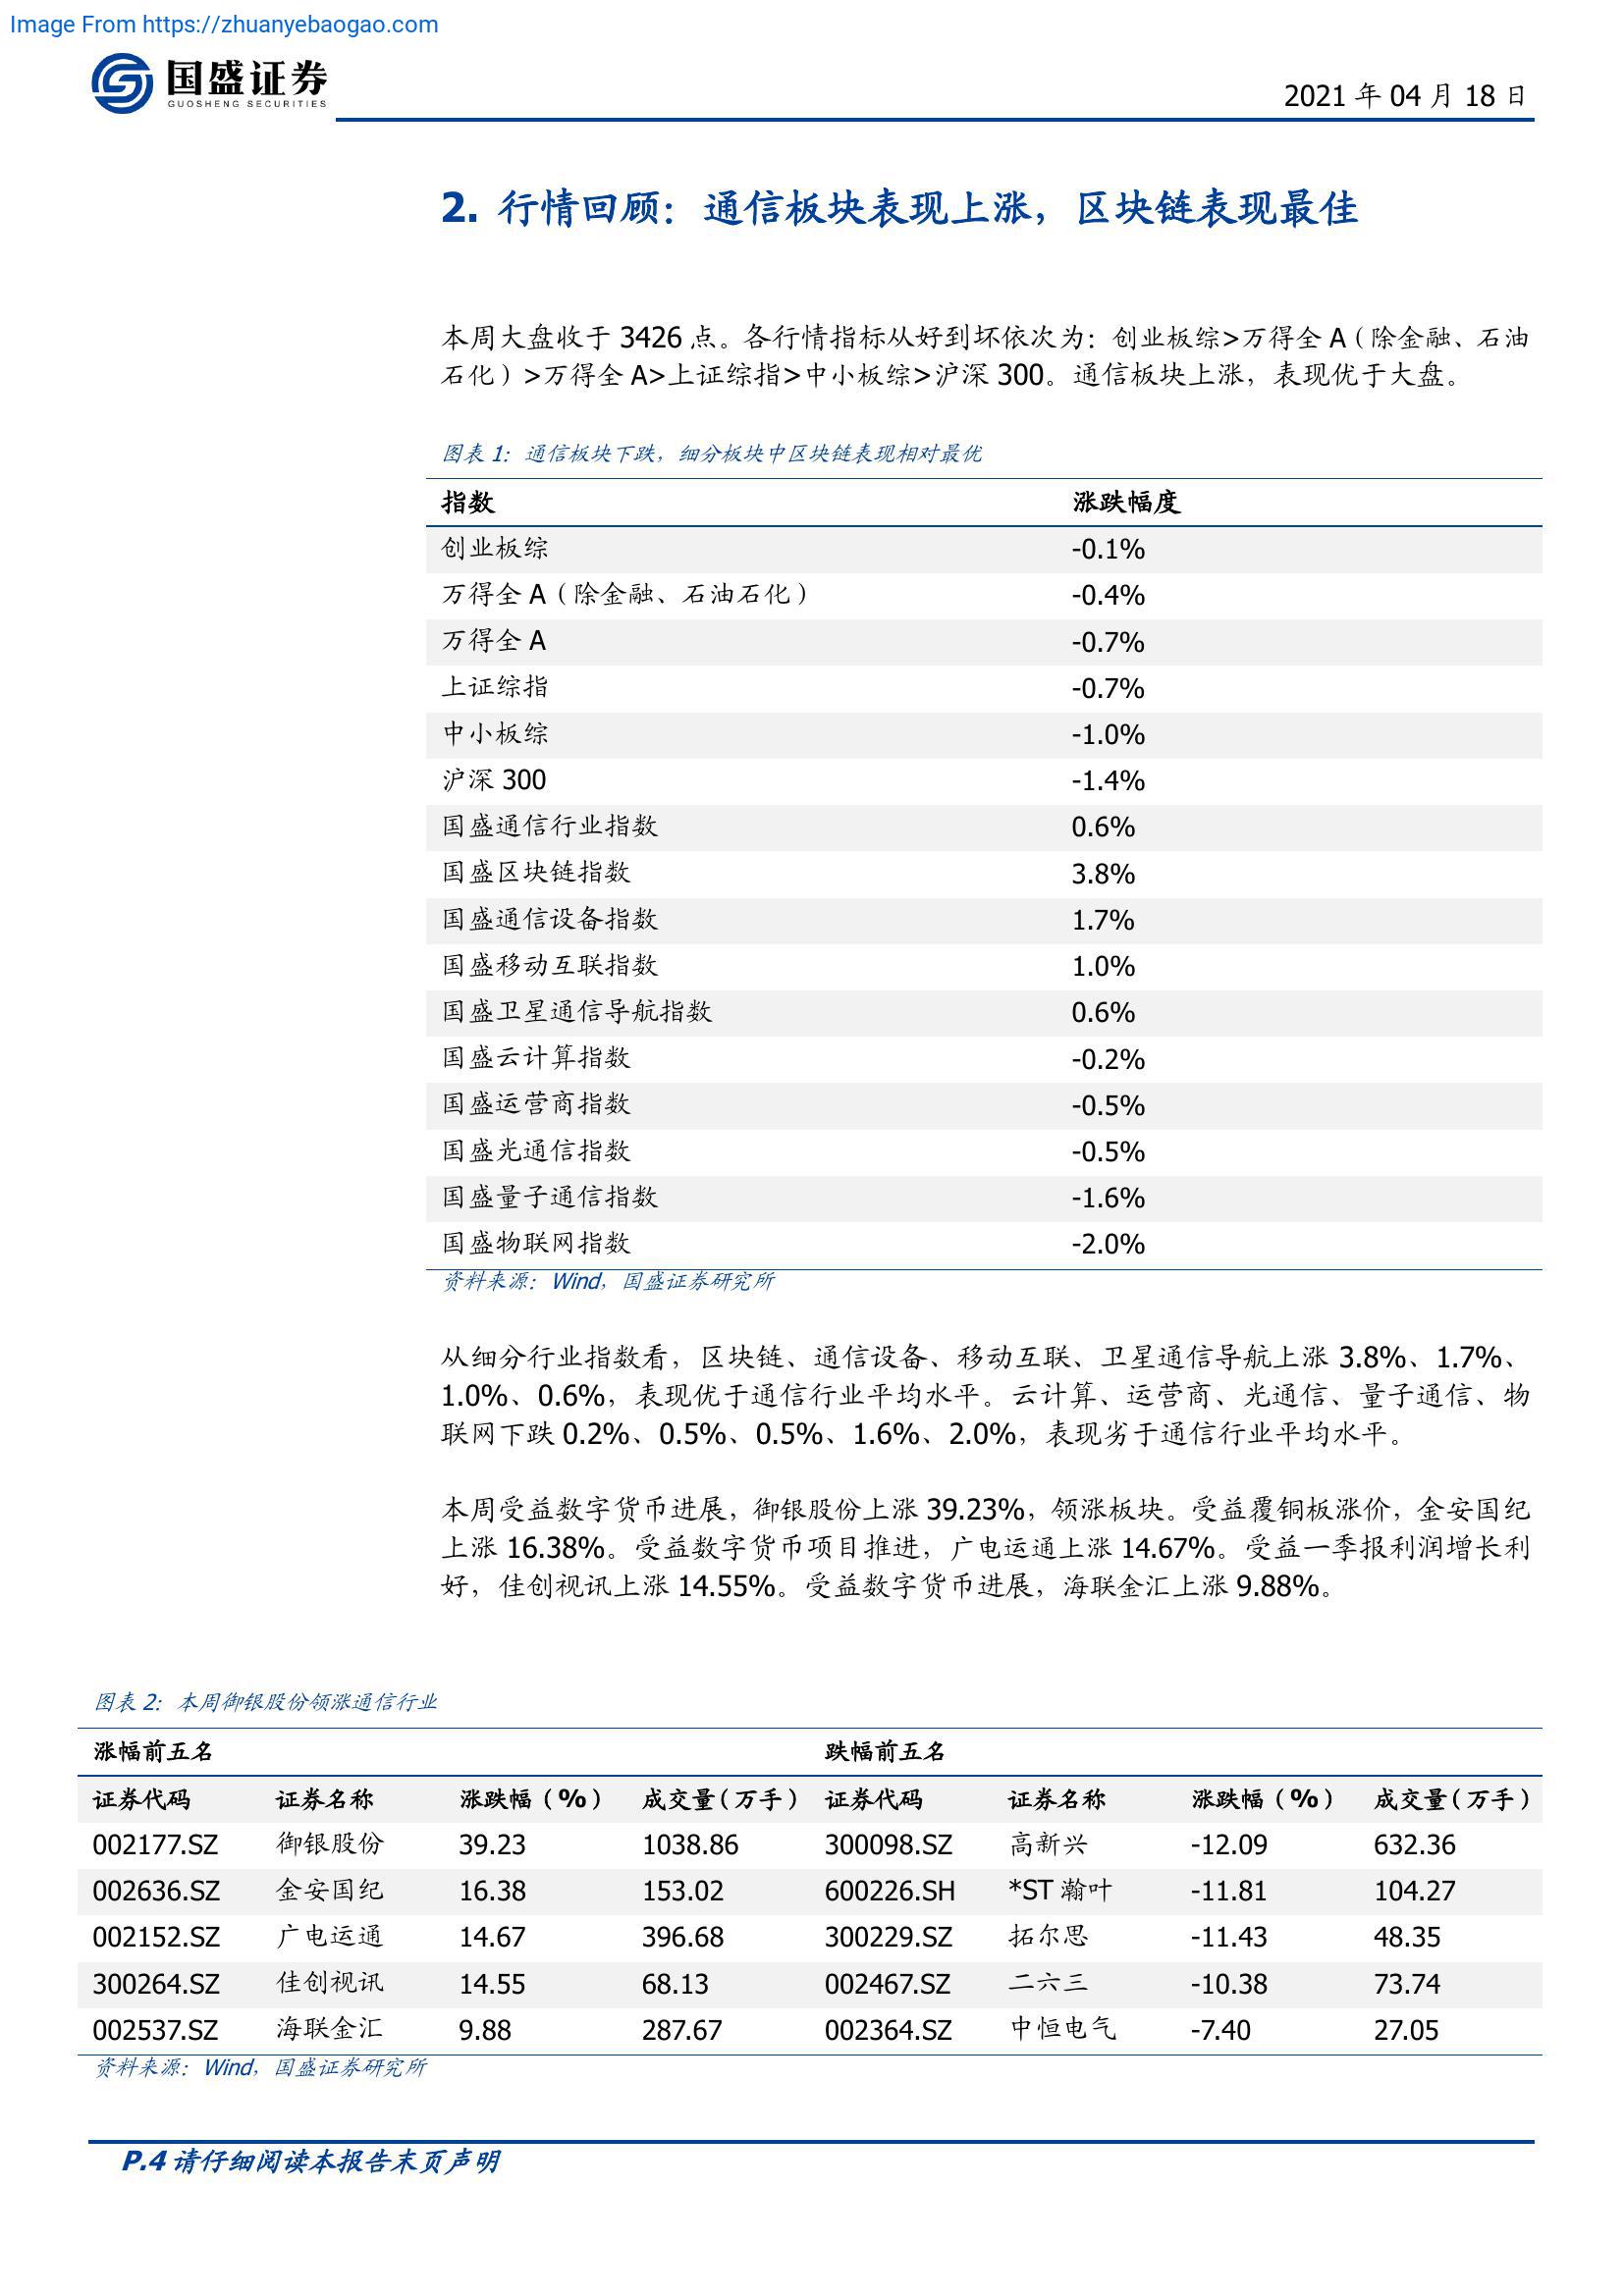 Image From https://zhuanyebaogao.com
国盛证券
GUOSHENG SECURITIES
2021 年 04 月 18 日
2. 行情回顾：通信板块表现上涨，区块链表现最佳
本周大盘收于 3426 点。各行情指标从好到坏依次为：创业板综>万得全 A（除金融、石油
石化）>万得全 A>上证综指>中小板综>沪深 300。通信板块上涨，表现优于大盘。
图表 1：通信板块下跌，细分板块中区块链表现相对最优
指数 涨跌幅度
创业板综 -0.1%
万得全 A（除金融、石油石化） -0.4%
万得全 A -0.7%
上证综指 -0.7%
中小板综 -1.0%
沪深 300 -1.4%
国盛通信行业指数 0.6%
国盛区块链指数 3.8%
国盛通信设备指数 1.7%
国盛移动互联指数 1.0%
国盛卫星通信导航指数 0.6%
国盛云计算指数 -0.2%
国盛运营商指数 -0.5%
国盛光通信指数 -0.5%
国盛量子通信指数 -1.6%
国盛物联网指数 -2.0%
资料来源：Wind，国盛证券研究所
从细分行业指数看，区块链、通信设备、移动互联、卫星通信导航上涨 3.8%、1.7%、
1.0%、0.6%，表现优于通信行业平均水平。云计算、运营商、光通信、量子通信、物
联网下跌 0.2%、0.5%、0.5%、1.6%、2.0%，表现劣于通信行业平均水平。
本周受益数字货币进展，御银股份上涨 39.23%，领涨板块。受益覆铜板涨价，金安国纪
上涨 16.38%。受益数字货币项目推进，广电运通上涨 14.67%。受益一季报利润增长利
好，佳创视讯上涨 14.55%。受益数字货币进展，海联金汇上涨 9.88%。
图表 2：本周御银股份领涨通信行业
涨幅前五名 跌幅前五名
证券代码 证券名称 涨跌幅（%） 成交量（万手） 证券代码 证券名称 涨跌幅（%） 成交量（万手）
002177.SZ 御银股份 39.23 1038.86 300098.SZ 高新兴 -12.09 632.36
002636.SZ 金安国纪 16.38 153.02 600226.SH *ST 瀚叶 -11.81 104.27
002152.SZ 广电运通 14.67 396.68 300229.SZ 拓尔思 -11.43 48.35
300264.SZ 佳创视讯 14.55 68.13 002467.SZ 二六三 -10.38 73.74
002537.SZ 海联金汇 9.88 287.67 002364.SZ 中恒电气 -7.40 27.05
资料来源：Wind，国盛证券研究所
P.4 请仔细阅读本报告末页声明